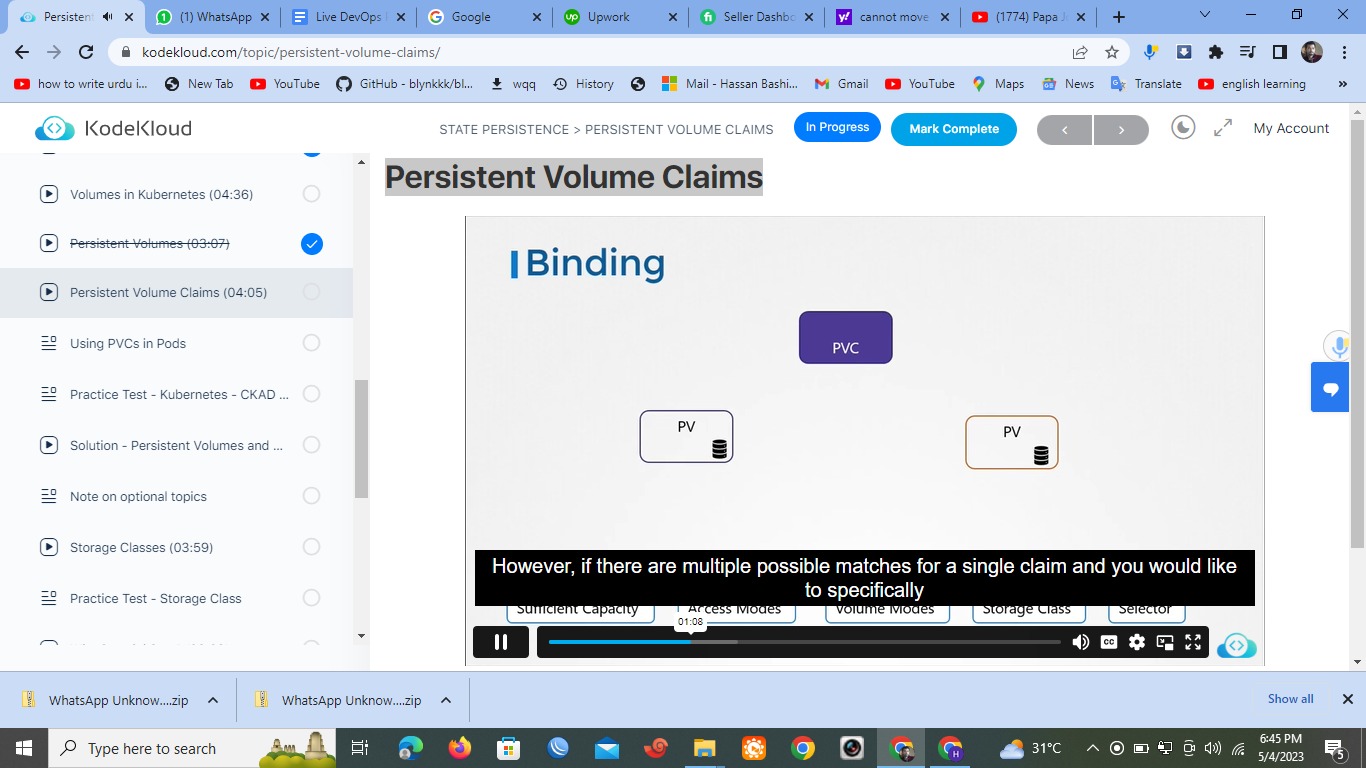 Persistent
(1) WhatsApp
Live DevOps
Google
Upwork
Seller Dashbo
cannot move
(1774) Papa J
kodekloud.com/topic/persistent-volume-claims/
how to write urdu i...
New Tab
YouTube
GitHub - blynkkk/bl...
wqq
History
Mail - Hassan Bashi...
Gmail
YouTube
Maps
News
Translate
english learning
»
KodeKloud
STATE PERSISTENCE > PERSISTENT VOLUME CLAIMS
In Progress
Mark Complete
My Account
Volumes in Kubernetes (04:36)
Persistent Volumes (03:07)
Persistent Volume Claims (04:05)
Using PVCs in Pods
Practice Test - Kubernetes - CKAD ...
Solution - Persistent Volumes and ...
Note on optional topics
Storage Classes (03:59)
Practice Test - Storage Class
Persistent Volume Claims
Binding
PVC
PV
PV
However, if there are multiple possible matches for a single claim and you would like
to specifically
Sufficient Capacity
Access Modes
Volume Modes
Storage Class
Selector
01:08
CC
WhatsApp Unknow....zip
WhatsApp Unknow....zip
Show all
Type here to search
H
31°C
6:45 PM
5/4/2023
5